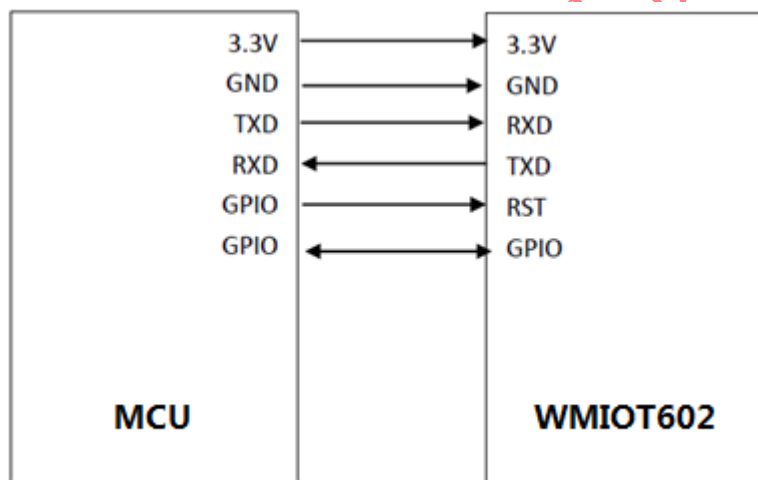 3.3V 3.3V
GND GND
TXD RXD
RXD TXD
GPIO RST
GPIO GPIO
MCU WMIOT602